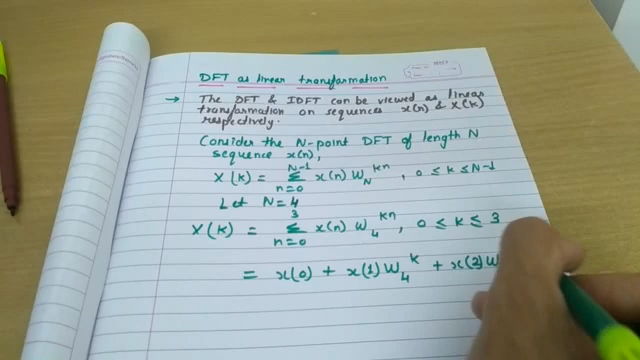 DFT as linear transformation
→ The DFT & IDFT can be viewed as linear
transformation on sequences x(n) & X(k)
respectively.
Consider the N-point DFT of length N
sequence x(n),
X(k) = Σ_{n=0}^{N-1} x(n) W_N^{kn} , 0 ≤ k ≤ N-1
Let N = 4
X(k) = Σ_{n=0}^{3} x(n) W_4^{kn} , 0 ≤ k ≤ 3
= x(0) + x(1) W_4^k + x(2) W